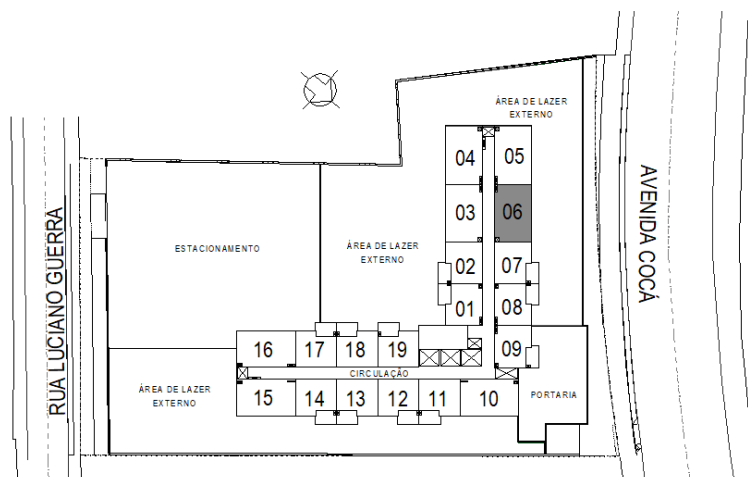 ÁREA DE LAZER
EXTERNO
04
05
03
06
ESTACIONAMENTO
ÁREA DE LAZER
EXTERNO
02
07
01
08
16
17
18
19
09
CIRCULAÇÃO
ÁREA DE LAZER
EXTERNO
15
14
13
12
11
10
PORTARIA
RUA LUCIANO GUERRA
AVENIDA COCÁ